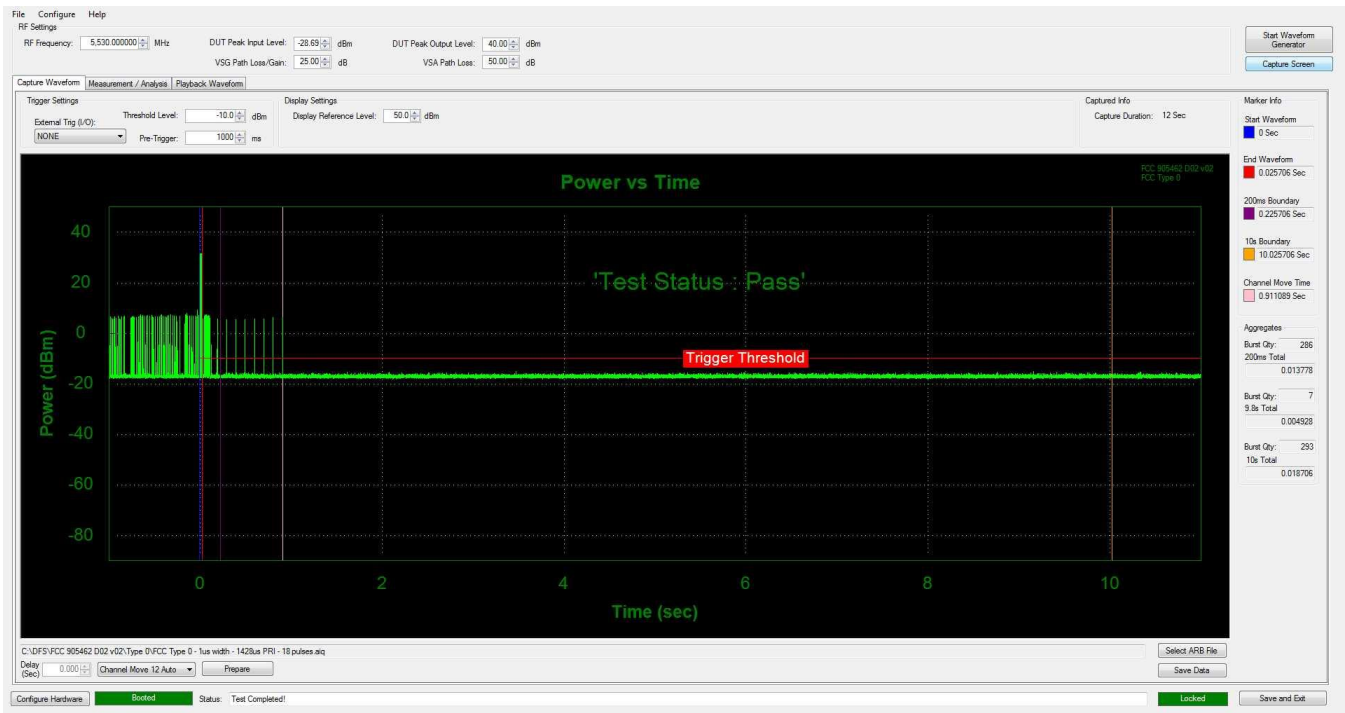 File Configure Help
RF Settings
RF Frequency: 5,530.000000 MHz DUT Peak Input Level: -28.69 dBm DUT Peak Output Level: 40.00 dBm
VSG Path Loss/Gain: 25.00 dB VSA Path Loss: 50.00 dB
Start Waveform Generator
Capture Screen
Capture Waveform Measurement / Analysis Playback Waveform
Trigger Settings
External Trig (I/O): Threshold Level: -10.0 dBm
NONE Pre-Trigger: 1000 ms
Display Settings
Display Reference Level: 50.0 dBm
Captured Info
Capture Duration: 12 Sec
Marker Info
Start Waveform
0 Sec
End Waveform
0.025706 Sec
200ms Boundary
0.225706 Sec
10s Boundary
10.025706 Sec
Channel Move Time
0.911089 Sec
Aggregates
Burst Qty: 286
200ms Total
0.013778
Burst Qty: 7
9.8s Total
0.004928
Burst Qty: 293
10s Total
0.018706
Power vs Time
FCC 905462 D02 v02
FCC Type 0
'Test Status : Pass'
Trigger Threshold
Power (dBm)
40
20
0
-20
-40
-60
-80
0 2 4 6 8 10
Time (sec)
C:\DFS\FCC 905462 D02 v02\Type 0\FCC Type 0 - 1us width - 1428us PRI - 18 pulses.aiq
Select ARB File
Delay (Sec) 0.000 Channel Move 12 Auto Prepare
Save Data
Configure Hardware Booted Status: Test Completed! Locked Save and Exit